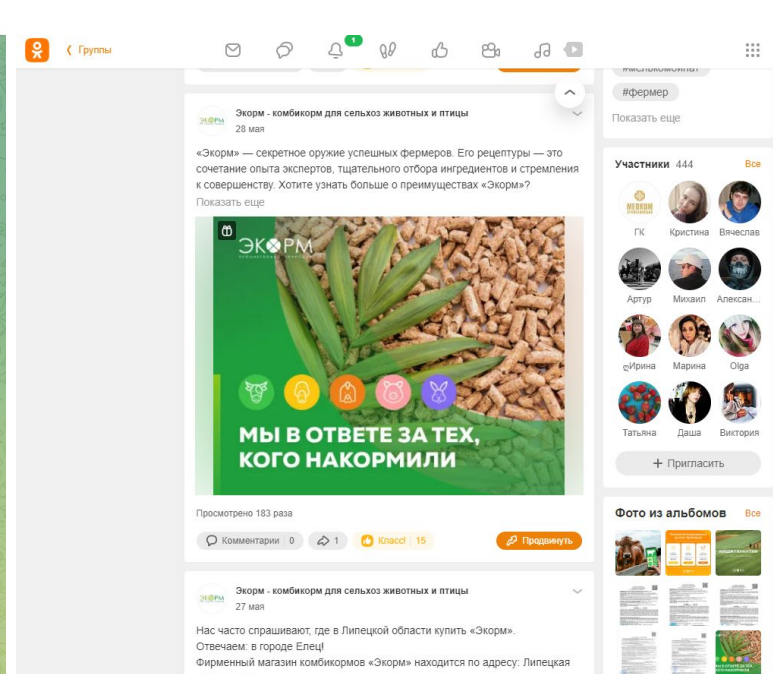 Группы
1
#фермер
Показать еще
Экорм - комбикорм для сельхоз животных и птицы
28 мая
«Экорм» — секретное оружие успешных фермеров. Его рецептуры — это
сочетание опыта экспертов, тщательного отбора ингредиентов и стремления
к совершенству. Хотите узнать больше о преимуществах «Экорм»?
Показать еще
ЭКОРМ
МЫ В ОТВЕТЕ ЗА ТЕХ,
КОГО НАКОРМИЛИ
Просмотрено 183 раза
Комментарии 0
1
Класс! 15
Продвинуть
Экорм - комбикорм для сельхоз животных и птицы
27 мая
Нас часто спрашивают, где в Липецкой области купить «Экорм».
Отвечаем: в городе Елец!
Фирменный магазин комбикормов «Экорм» находится по адресу: Липецкая
Участники 444
Все
ГК
Кристина
Вячеслав
Артур
Михаил
Алексан...
ღИрина
Марина
Olga
Татьяна
Даша
Виктория
+ Пригласить
Фото из альбомов
Все